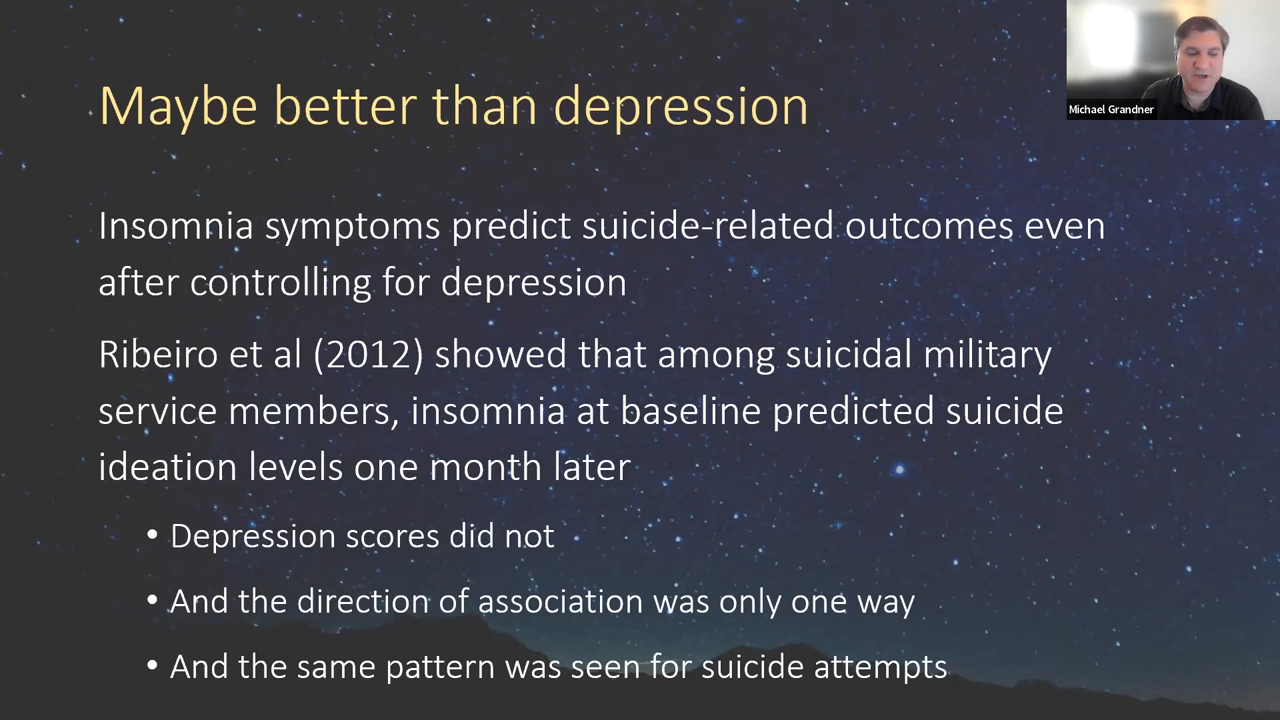 Maybe better than depression
Michael Grandner
Insomnia symptoms predict suicide-related outcomes even
after controlling for depression
Ribeiro et al (2012) showed that among suicidal military
service members, insomnia at baseline predicted suicide
ideation levels one month later
• Depression scores did not
• And the direction of association was only one way
• And the same pattern was seen for suicide attempts